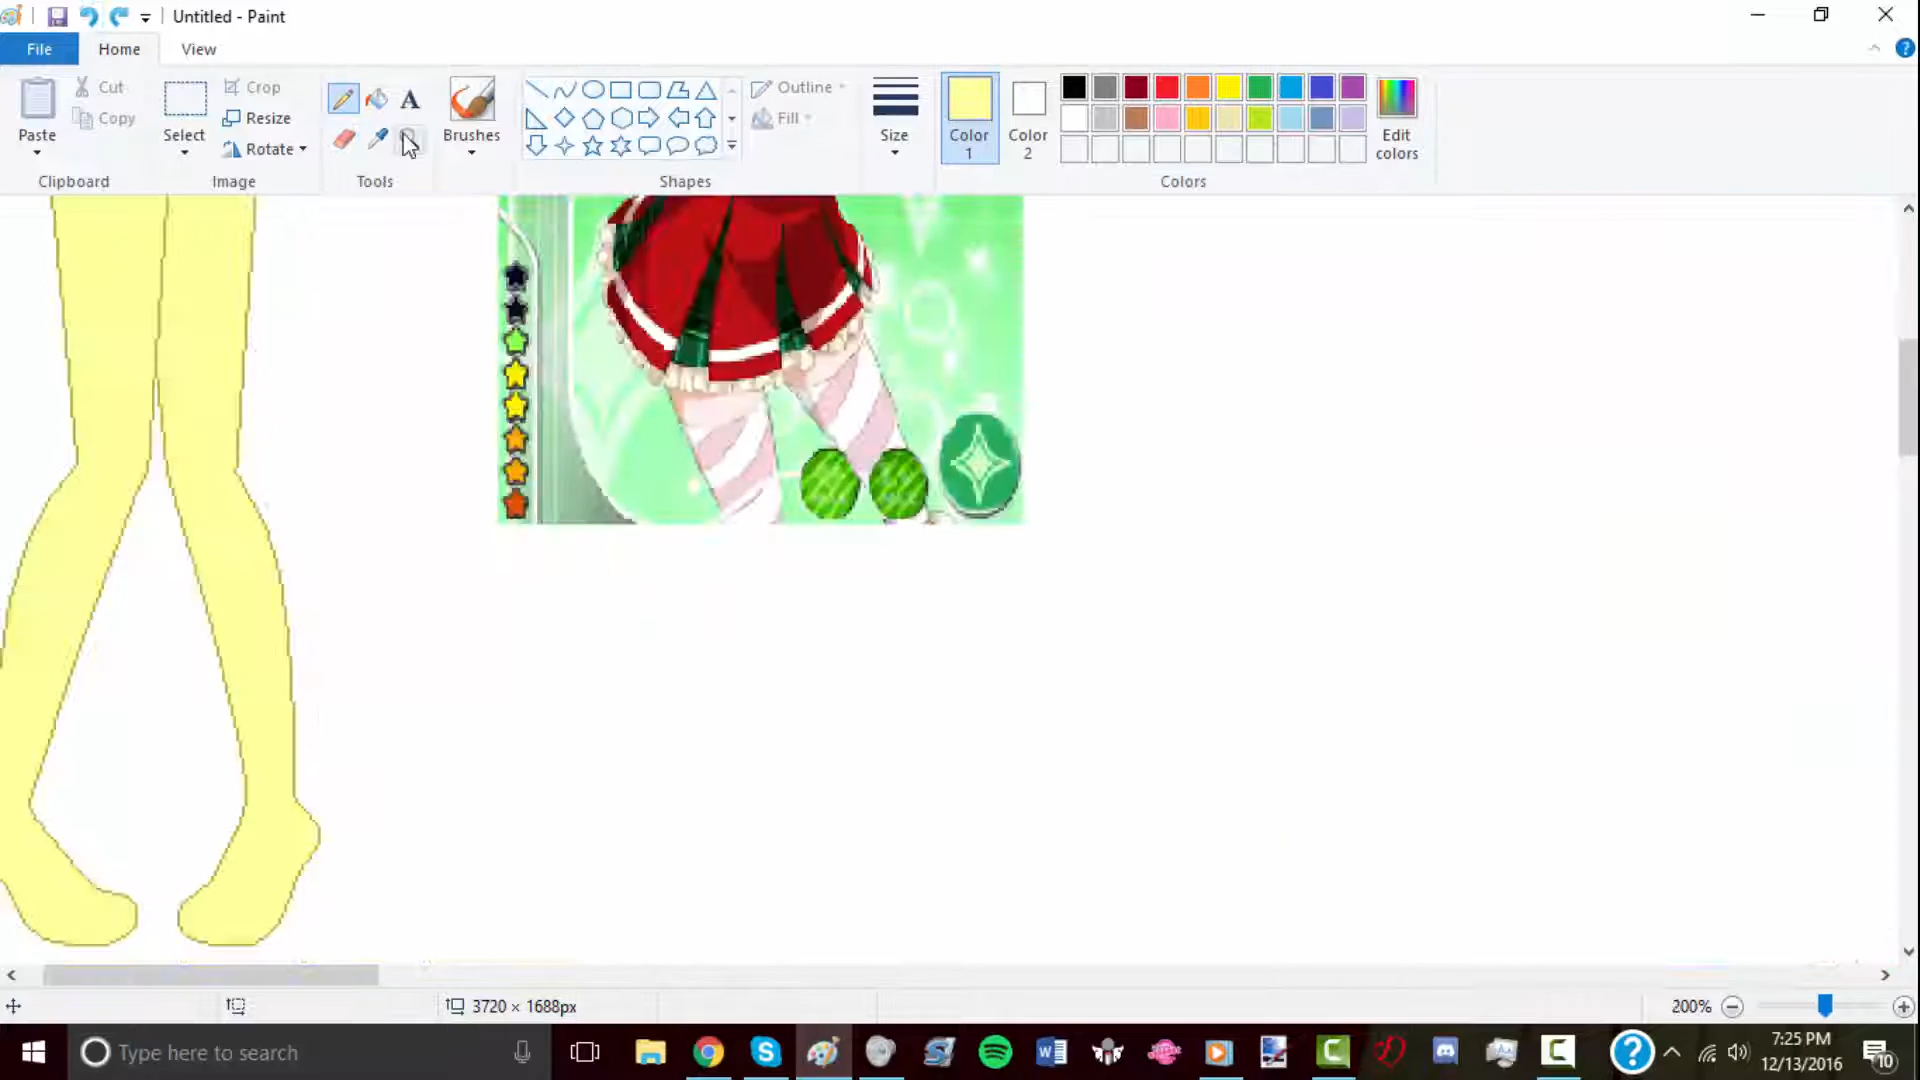 Untitled - Paint
File Home View
Paste
Cut
Copy
Clipboard
Select
Crop
Resize
Rotate
Image
A
Tools
Brushes
Shapes
Outline
Fill
Size
Color 1
Color 2
Edit colors
Colors
3720 × 1688px
200%
Type here to search
7:25 PM
12/13/2016
10